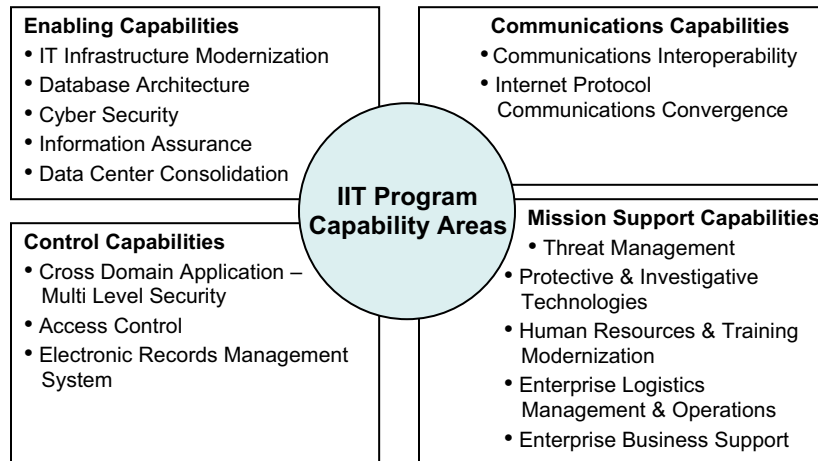 Enabling Capabilities
• IT Infrastructure Modernization
• Database Architecture
• Cyber Security
• Information Assurance
• Data Center Consolidation
Communications Capabilities
• Communications Interoperability
• Internet Protocol
Communications Convergence
IIT Program
Capability Areas
Control Capabilities
• Cross Domain Application –
Multi Level Security
• Access Control
• Electronic Records Management
System
Mission Support Capabilities
• Threat Management
• Protective & Investigative
Technologies
• Human Resources & Training
Modernization
• Enterprise Logistics
Management & Operations
• Enterprise Business Support